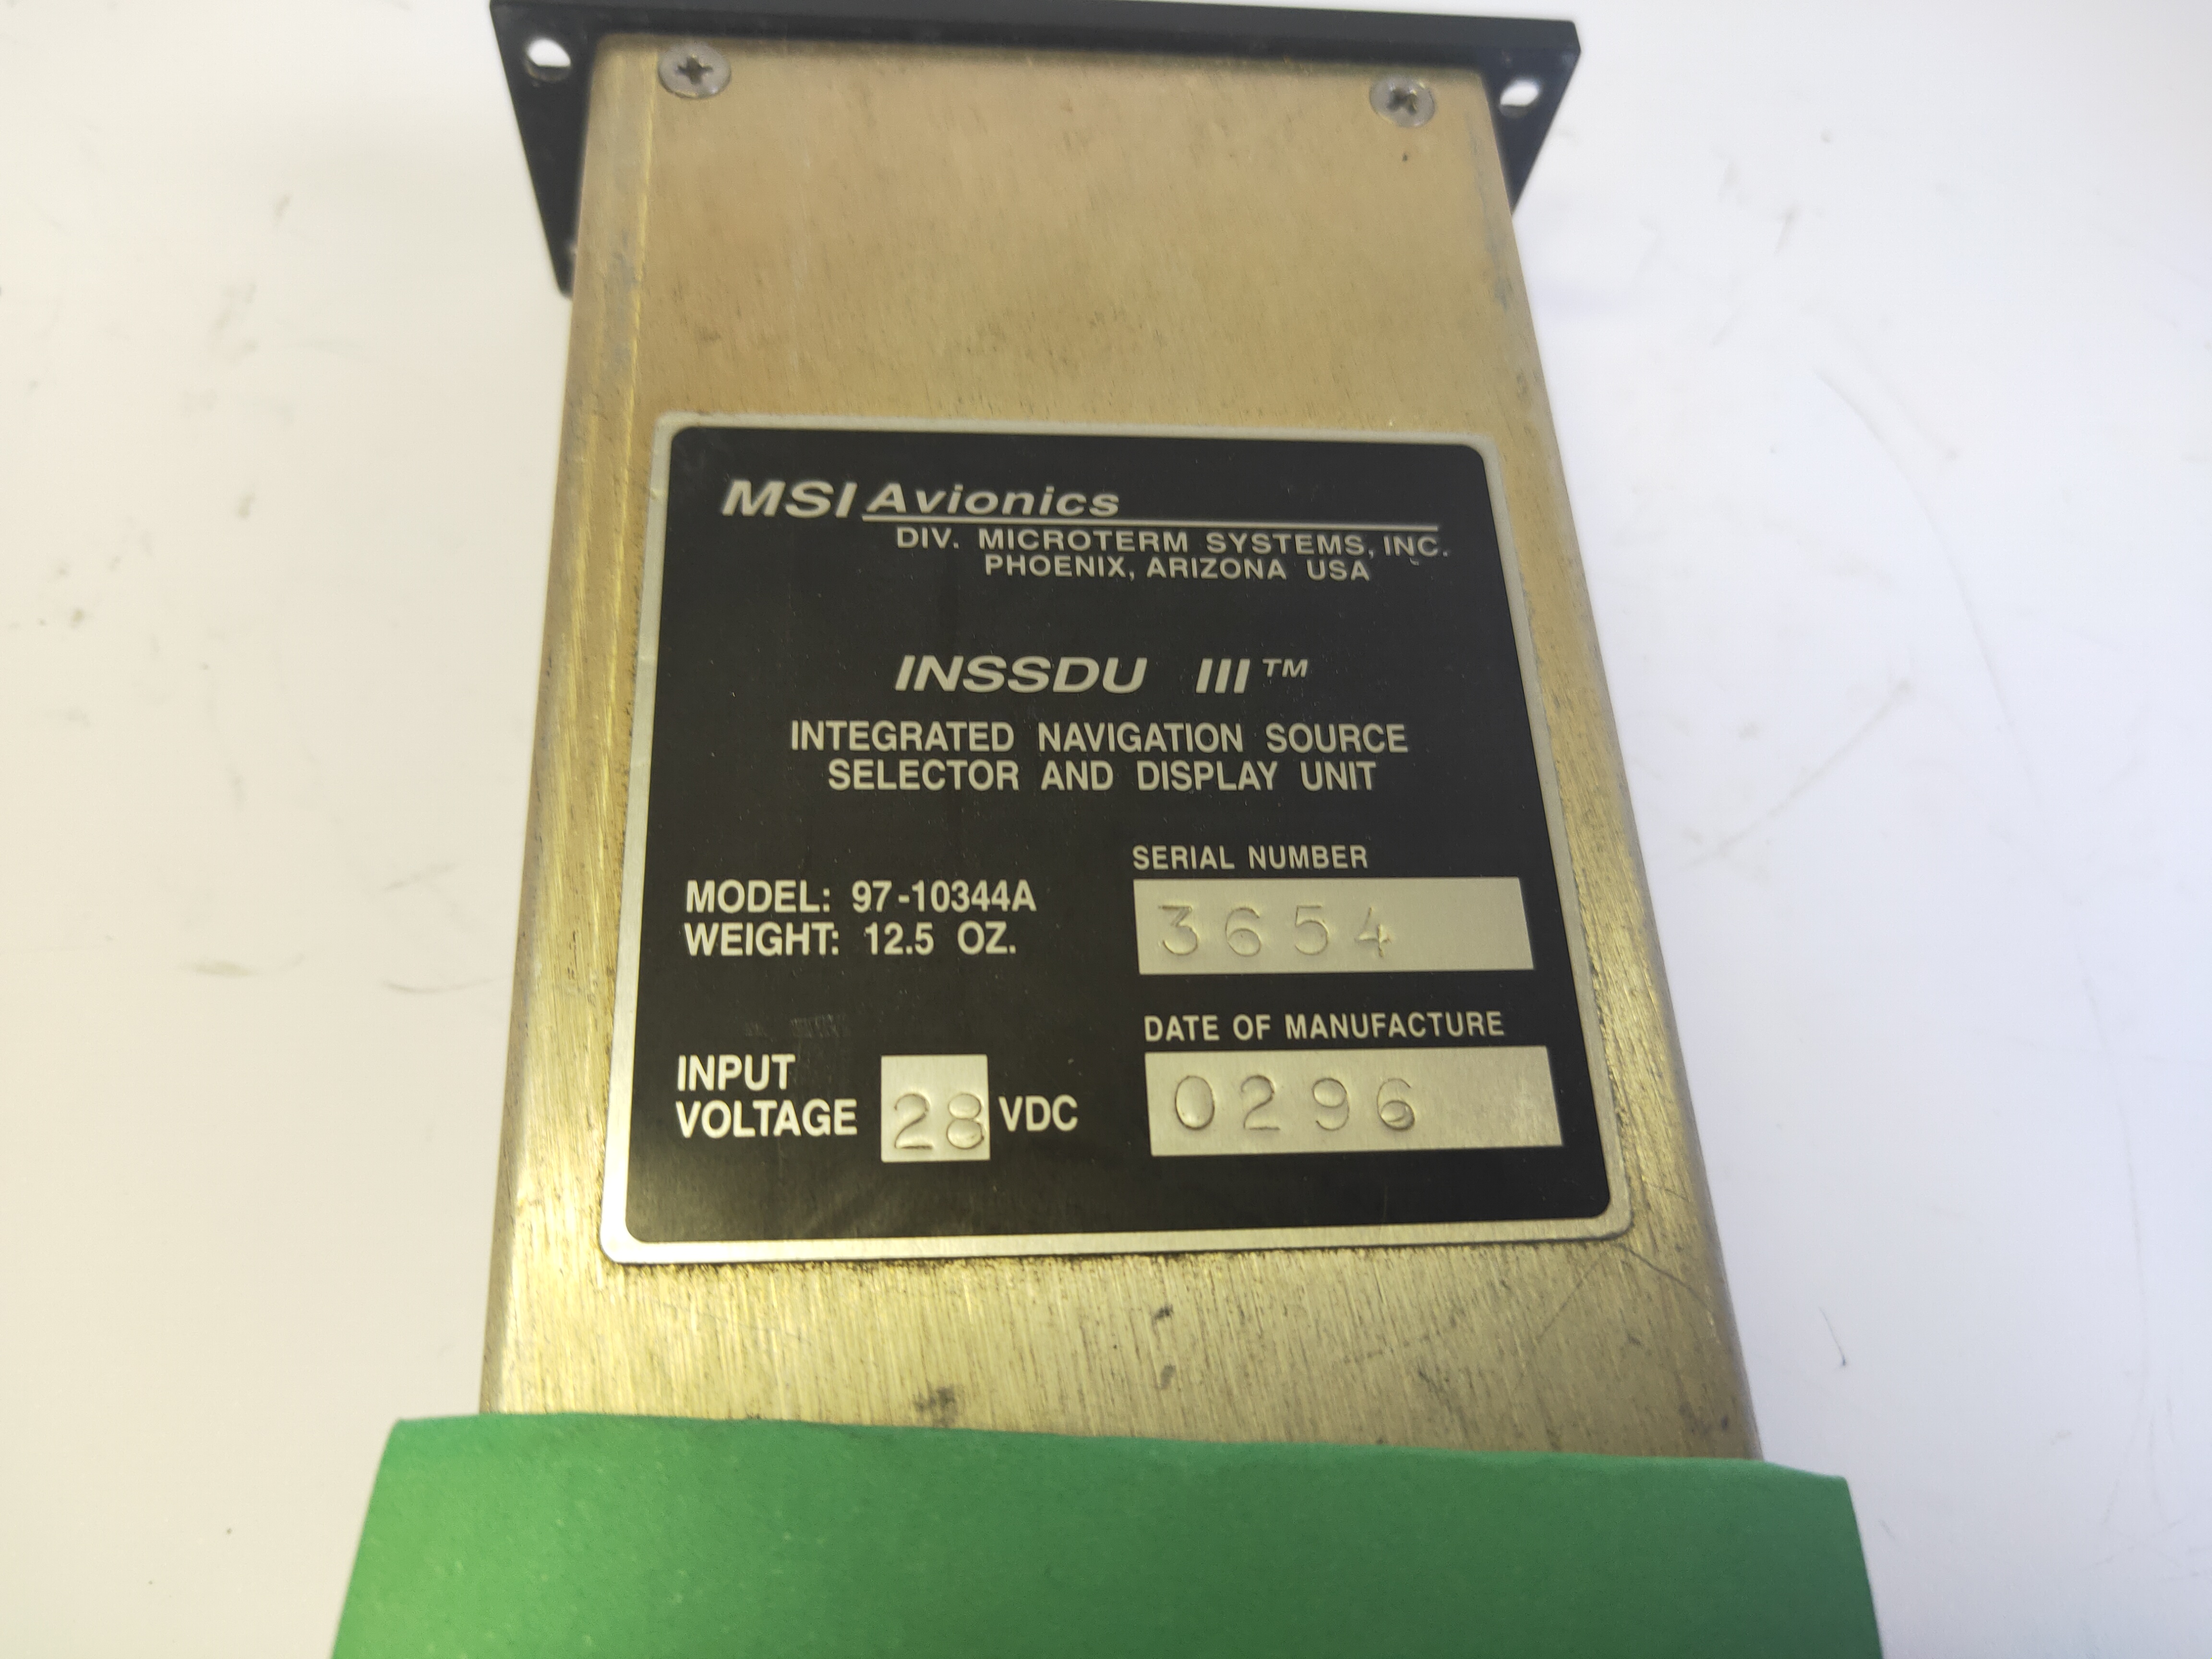 MSI Avionics
DIV. MICROTERM SYSTEMS, INC.
PHOENIX, ARIZONA USA
INSSDU III™
INTEGRATED NAVIGATION SOURCE
SELECTOR AND DISPLAY UNIT
MODEL: 97-10344A
WEIGHT: 12.5 OZ.
SERIAL NUMBER
3654
INPUT
VOLTAGE 28 VDC
DATE OF MANUFACTURE
0296